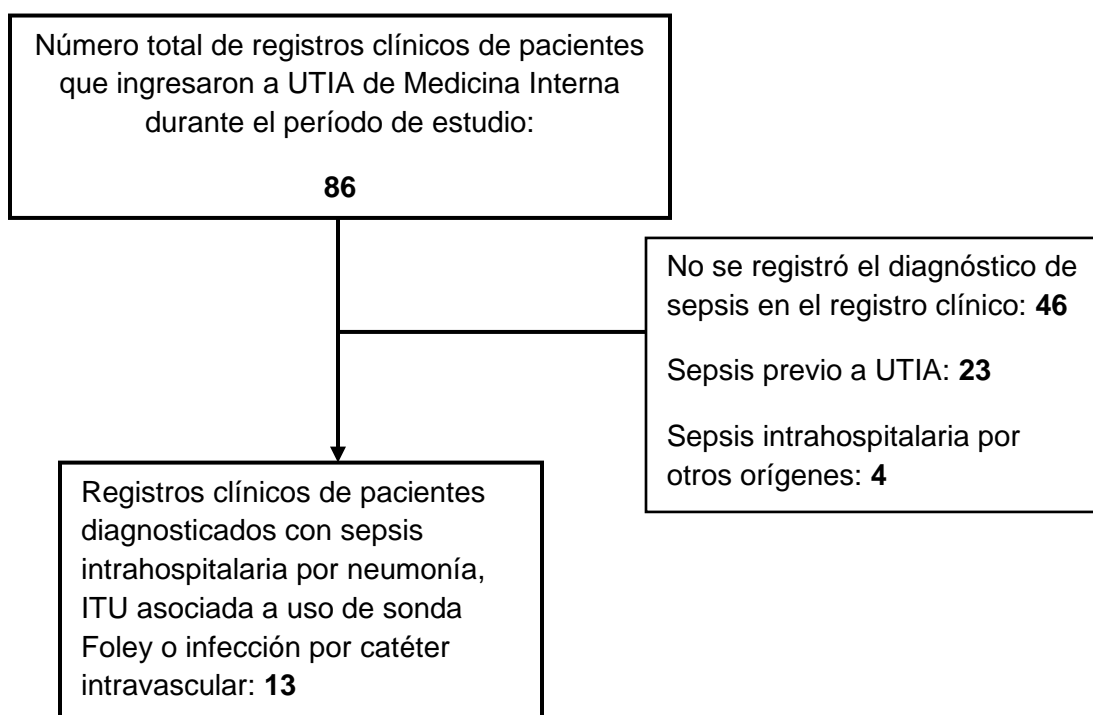 Número total de registros clínicos de pacientes
que ingresaron a UTIA de Medicina Interna
durante el período de estudio:
86
No se registró el diagnóstico de
sepsis en el registro clínico: 46
Sepsis previo a UTIA: 23
Sepsis intrahospitalaria por
otros orígenes: 4
Registros clínicos de pacientes
diagnosticados con sepsis
intrahospitalaria por neumonía,
ITU asociada a uso de sonda
Foley o infección por catéter
intravascular: 13